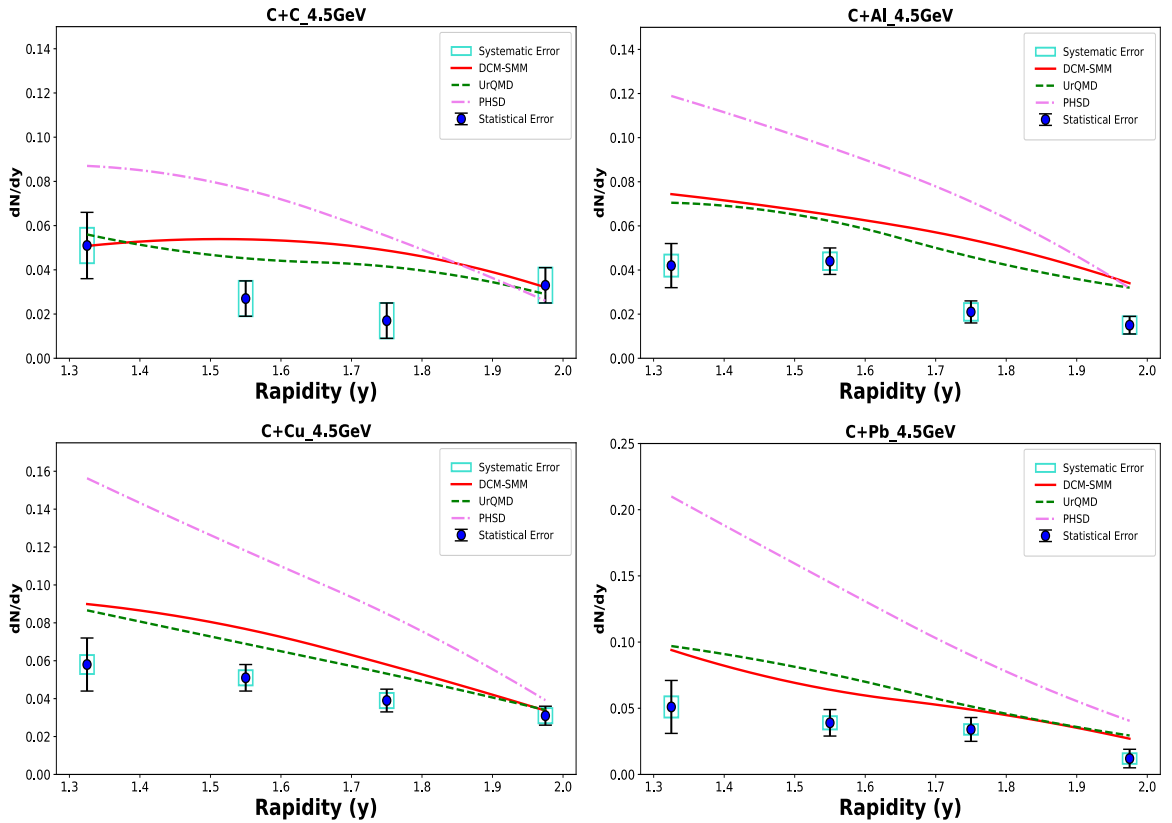 C+C_4.5GeV
0.14
0.12
0.10
0.08
0.06
0.04
0.02
0.00
dN/dy
Systematic Error
DCM-SMM
UrQMD
PHSD
Statistical Error
1.3 1.4 1.5 1.6 1.7 1.8 1.9 2.0
Rapidity (y)
C+Al_4.5GeV
0.14
0.12
0.10
0.08
0.06
0.04
0.02
0.00
dN/dy
Systematic Error
DCM-SMM
UrQMD
PHSD
Statistical Error
1.3 1.4 1.5 1.6 1.7 1.8 1.9 2.0
Rapidity (y)
C+Cu_4.5GeV
0.16
0.14
0.12
0.10
0.08
0.06
0.04
0.02
0.00
dN/dy
Systematic Error
DCM-SMM
UrQMD
PHSD
Statistical Error
1.3 1.4 1.5 1.6 1.7 1.8 1.9 2.0
Rapidity (y)
C+Pb_4.5GeV
0.25
0.20
0.15
0.10
0.05
0.00
dN/dy
Systematic Error
DCM-SMM
UrQMD
PHSD
Statistical Error
1.3 1.4 1.5 1.6 1.7 1.8 1.9 2.0
Rapidity (y)